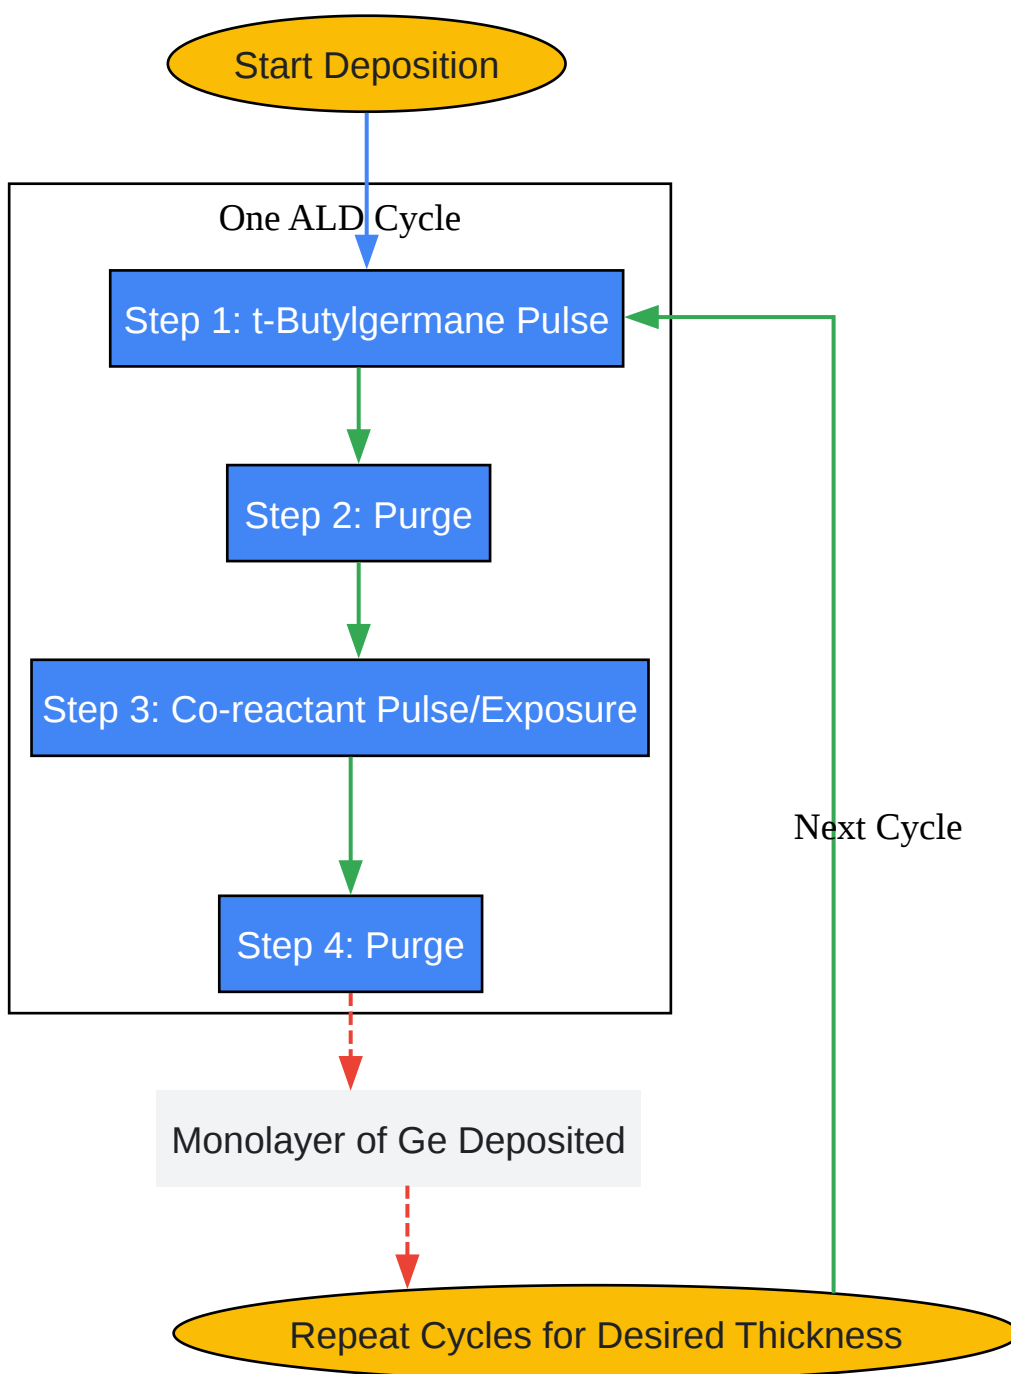 Start Deposition
One ALD Cycle
Step 1: t-Butylgermane Pulse
Step 2: Purge
Step 3: Co-reactant Pulse/Exposure
Next Cycle
Step 4: Purge
Monolayer of Ge Deposited
Repeat Cycles for Desired Thickness